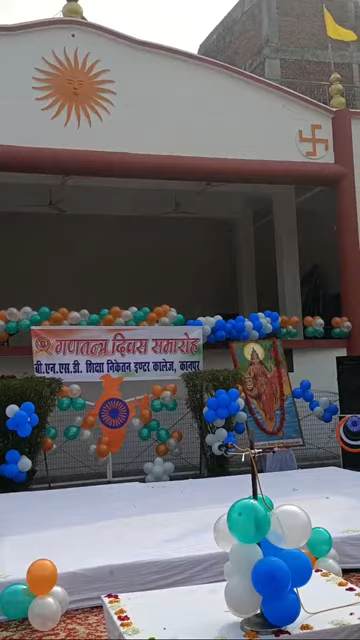 गणतन्त्र दिवस समारोह
बी.एन.एस.डी. शिक्षा निकेतन इण्टर कालेज, कानपुर